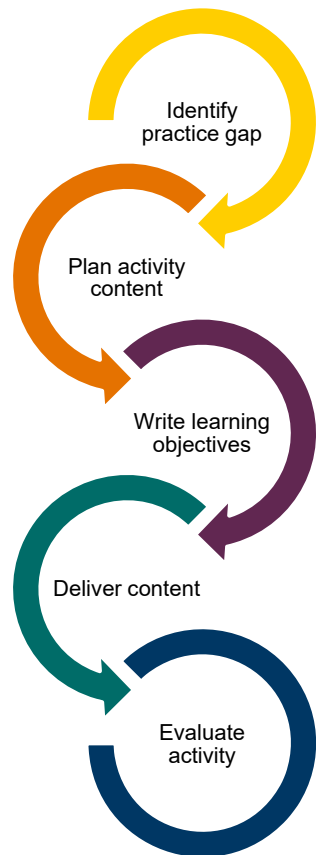 Identify
practice gap
Plan activity
content
Write learning
objectives
Deliver content
Evaluate
activity